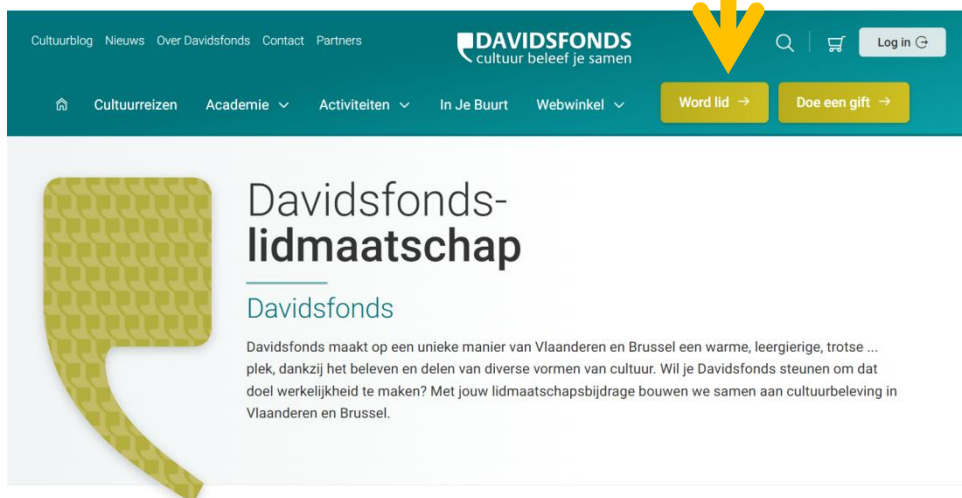 Cultuurblog Nieuws Over Davidsfonds Contact Partners
DAVIDSFONDS
cultuur beleef je samen
Log in
Cultuurreizen Academie Activiteiten In Je Buurt Webwinkel Word lid → Doe een gift →
Davidsfonds-
lidmaatschap
Davidsfonds
Davidsfonds maakt op een unieke manier van Vlaanderen en Brussel een warme, leergierige, trotse ...
plek, dankzij het beleven en delen van diverse vormen van cultuur. Wil je Davidsfonds steunen om dat
doel werkelijkheid te maken? Met jouw lidmaatschapsbijdrage bouwen we samen aan cultuurbeleving in
Vlaanderen en Brussel.